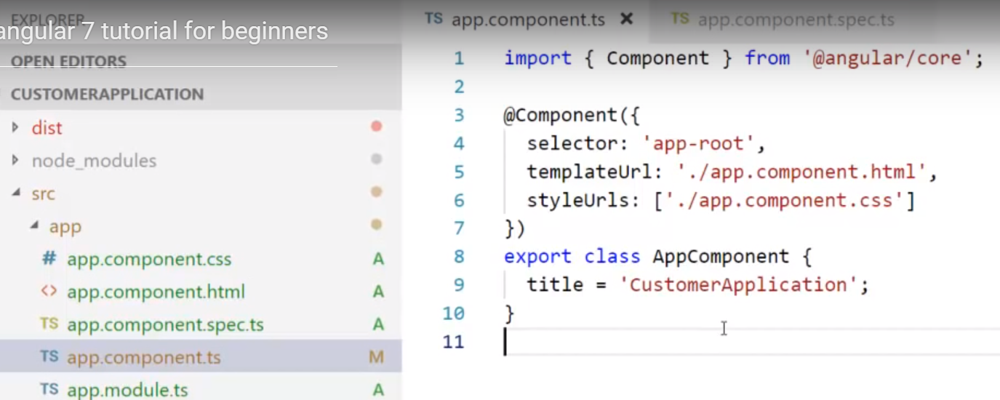 EXPLORER
angular 7 tutorial for beginners
OPEN EDITORS
CUSTOMERAPPLICATION
dist
node_modules
src
app
# app.component.css A
<> app.component.html A
TS app.component.spec.ts A
TS app.component.ts M
TS app.module.ts A
TS app.component.ts ×
TS app.component.spec.ts
1 import { Component } from '@angular/core';
2
3 @Component({
4   selector: 'app-root',
5   templateUrl: './app.component.html',
6   styleUrls: ['./app.component.css']
7 })
8 export class AppComponent {
9   title = 'CustomerApplication';
10 }
11